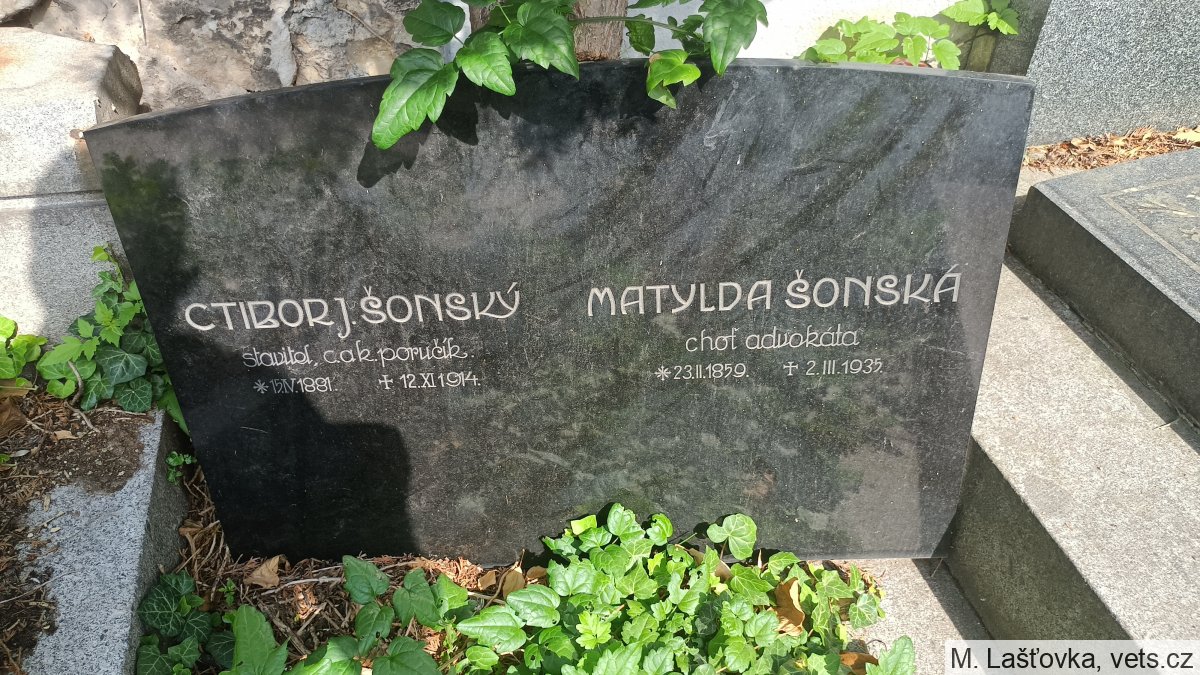 CTIBOR J. ŠONSKÝ
stavitel, c. a k. poručík.
* 15.IV.1881. ✝ 12.XI.1914.
MATYLDA ŠONSKÁ
choť advokáta
* 23.II.1859. ✝ 2.III.1935.
M. Lašťovka, vets.cz